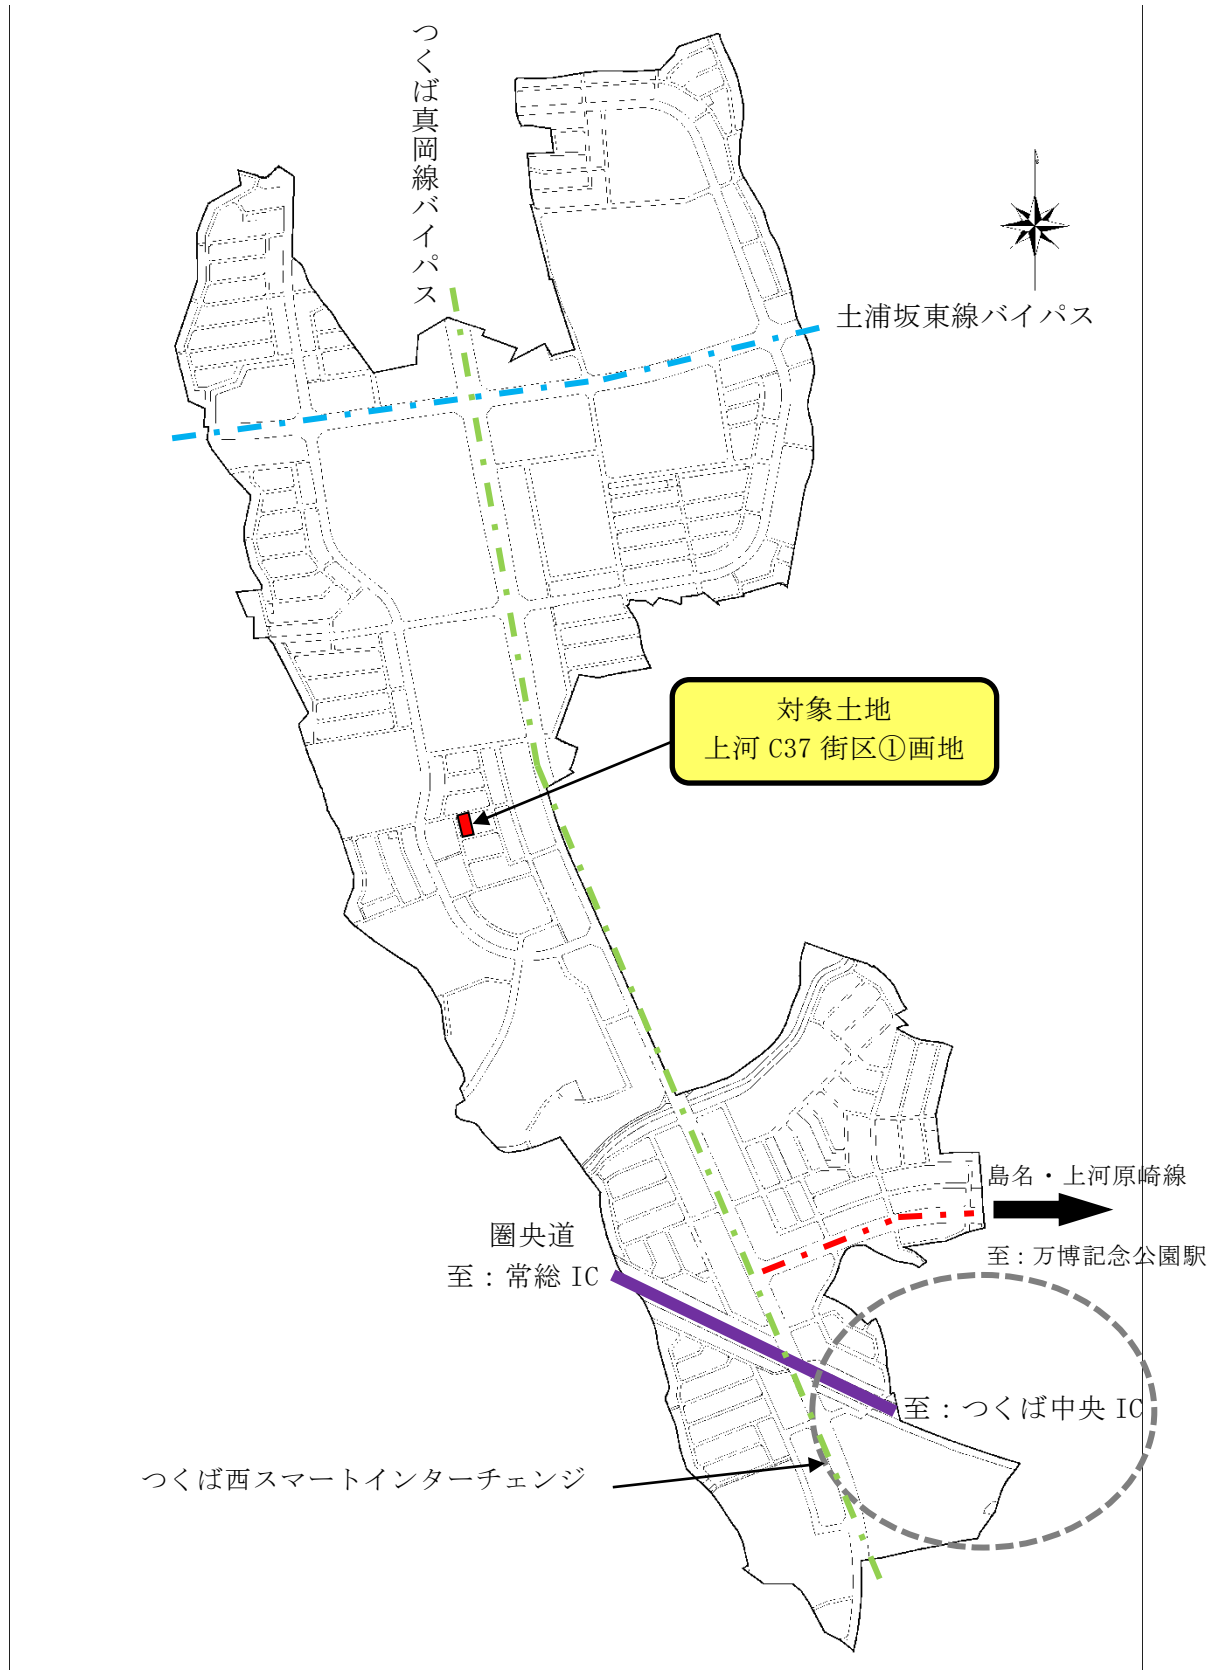 つくば真岡線バイパス
土浦坂東線バイパス
対象土地
上河 C37 街区①画地
島名・上河原崎線
至：万博記念公園駅
圏央道
至：常総 IC
至：つくば中央 IC
つくば西スマートインターチェンジ